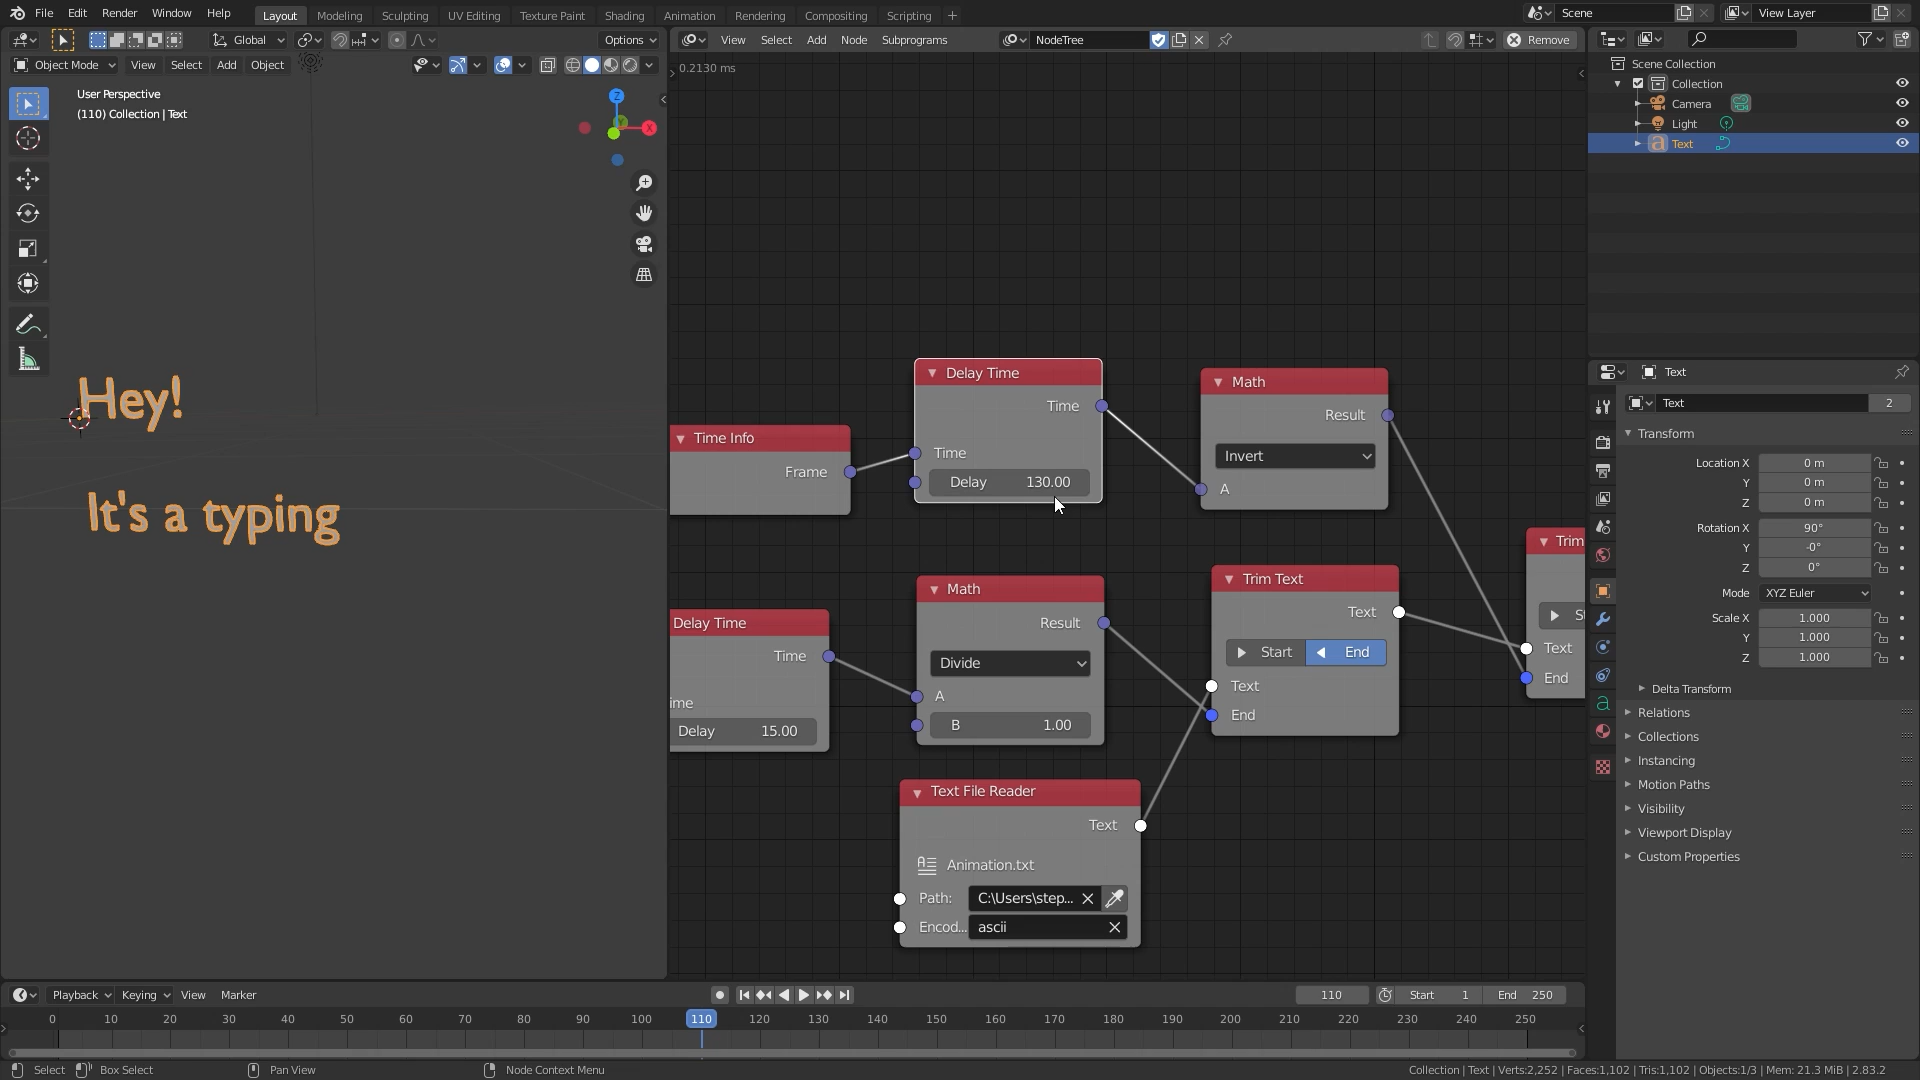 File Edit Render Window Help Layout Modeling Sculpting UV Editing Texture Paint Shading Animation Rendering Compositing Scripting + Scene View Layer
Global Options View Select Add Node Subprograms NodeTree Remove
Object Mode View Select Add Object
0.2130 ms
User Perspective
(110) Collection | Text
Z
Y
X
Hey!
It's a typing
Time Info
Frame
Delay Time
Time
Time
Delay 130.00
Math
Result
Invert
A
Delay Time
Time
ime
Delay 15.00
Math
Result
Divide
A
B 1.00
Trim Text
Text
Start End
Text
End
Trim
St
Text
End
Text File Reader
Text
Animation.txt
Path: C:\Users\step...
Encod... ascii
Scene Collection
Collection
Camera
Light
Text
Text
Text 2
Transform
Location X 0 m
Y 0 m
Z 0 m
Rotation X 90°
Y -0°
Z 0°
Mode XYZ Euler
Scale X 1.000
Y 1.000
Z 1.000
Delta Transform
Relations
Collections
Instancing
Motion Paths
Visibility
Viewport Display
Custom Properties
Playback Keying View Marker 110 Start 1 End 250
0 10 20 30 40 50 60 70 80 90 100 110 120 130 140 150 160 170 180 190 200 210 220 230 240 250
Select Box Select Pan View Node Context Menu Collection | Text | Verts:2,252 | Faces:1,102 | Tris:1,102 | Objects:1/3 | Mem: 21.3 MiB | 2.83.2